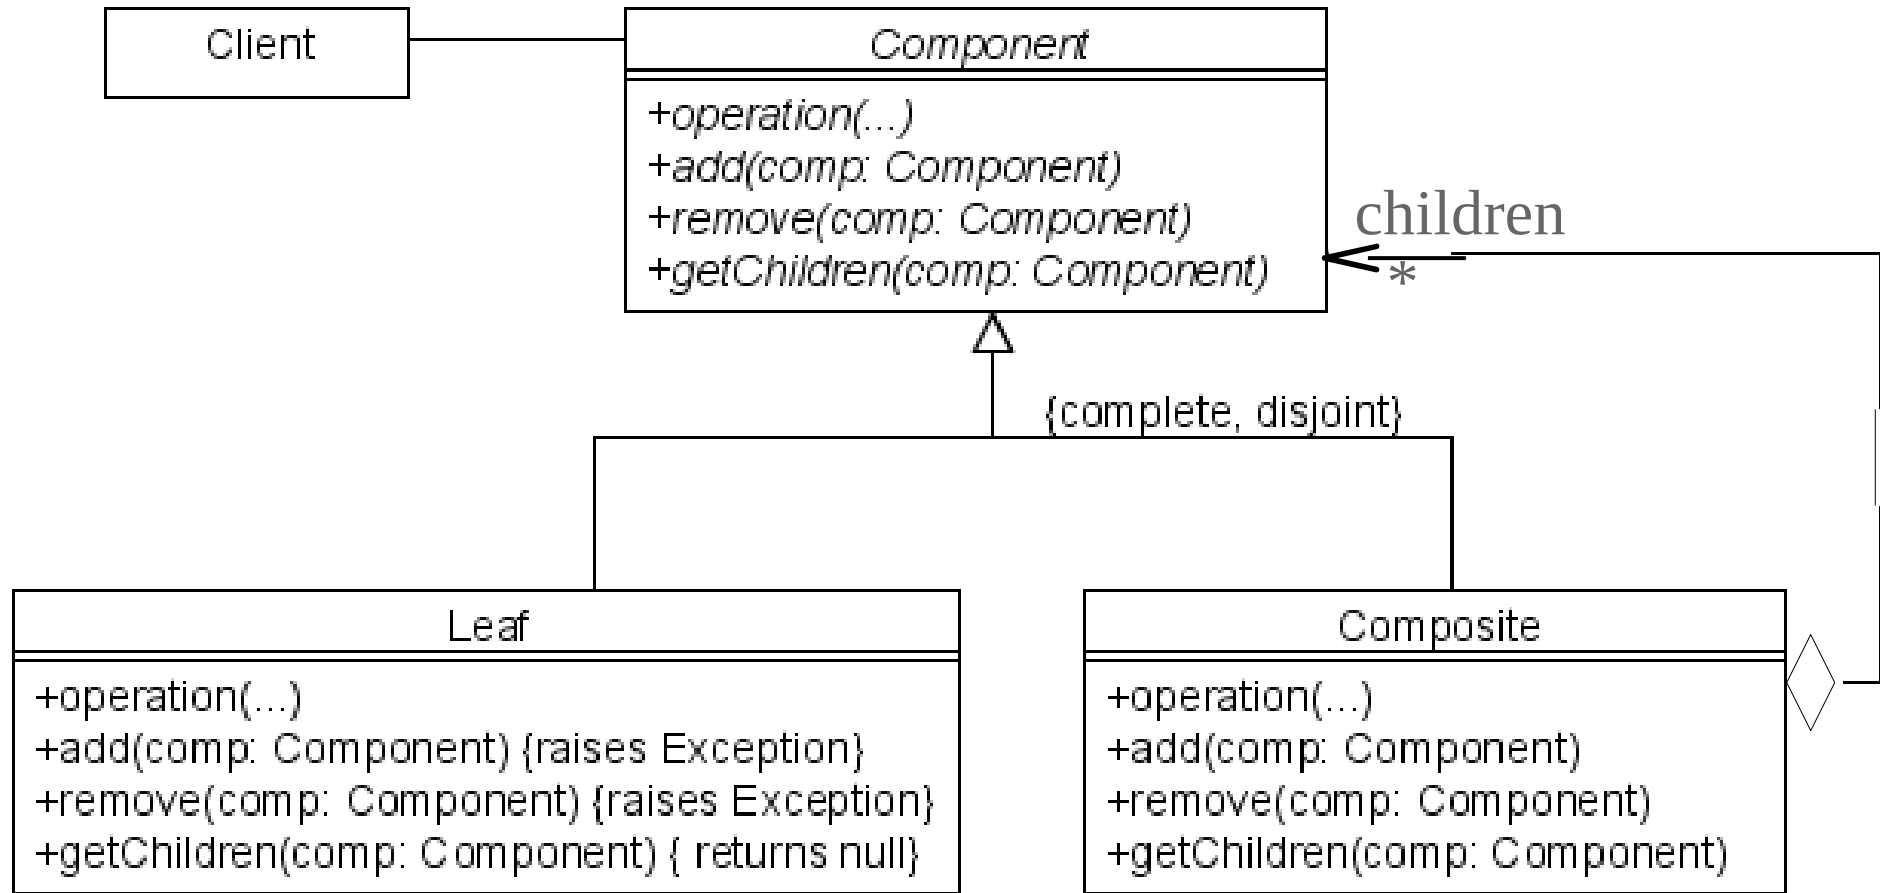 Client
Component
+operation(...)
+add(comp: Component)
+remove(comp: Component)
+getChildren(comp: Component)
children
*
{complete, disjoint}
Leaf
+operation(...)
+add(comp: Component) {raises Exception}
+remove(comp: Component) {raises Exception}
+getChildren(comp: Component) { returns null}
Composite
+operation(...)
+add(comp: Component)
+remove(comp: Component)
+getChildren(comp: Component)